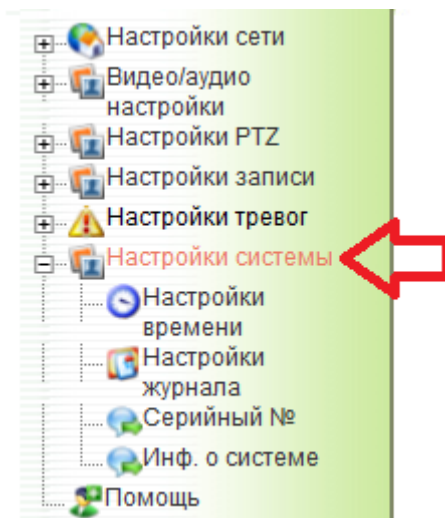 Настройки сети
Видео/аудио
настройки
Настройки PTZ
Настройки записи
Настройки тревог
Настройки системы
Настройки
времени
Настройки
журнала
Серийный №
Инф. о системе
Помощь